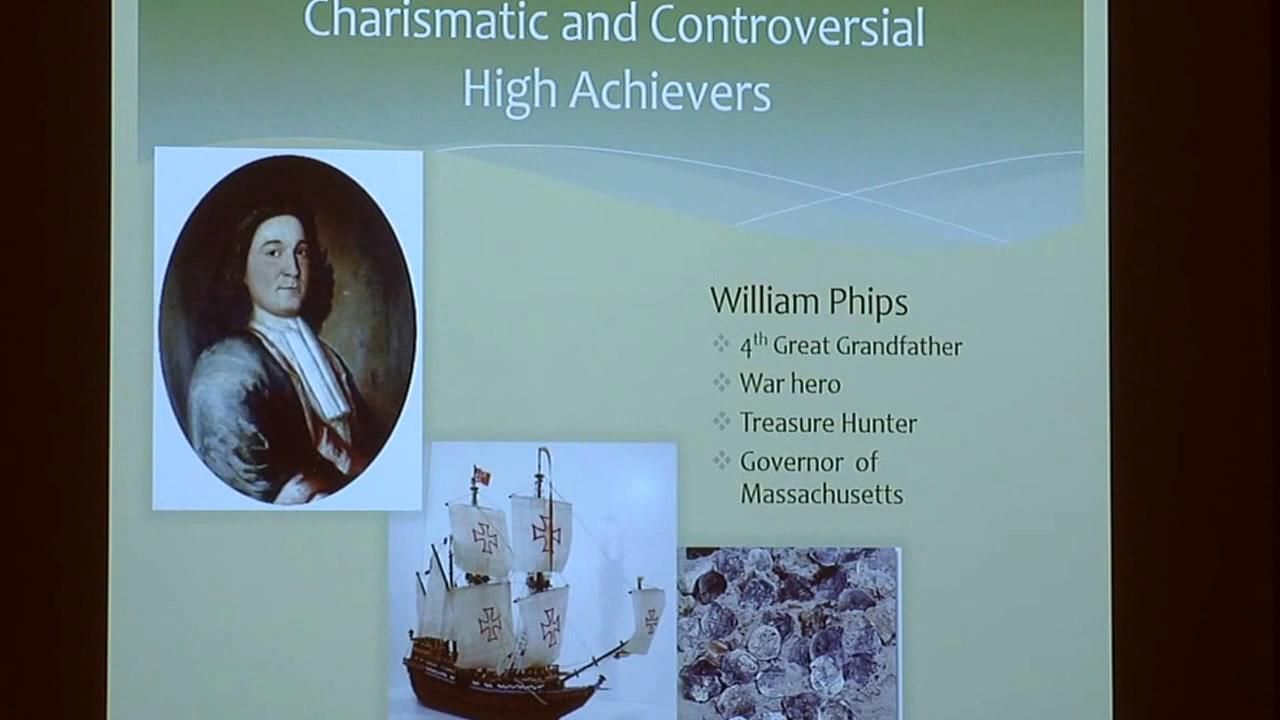 Charismatic and Controversial
High Achievers
William Phips
4th Great Grandfather
War hero
Treasure Hunter
Governor of
Massachusetts